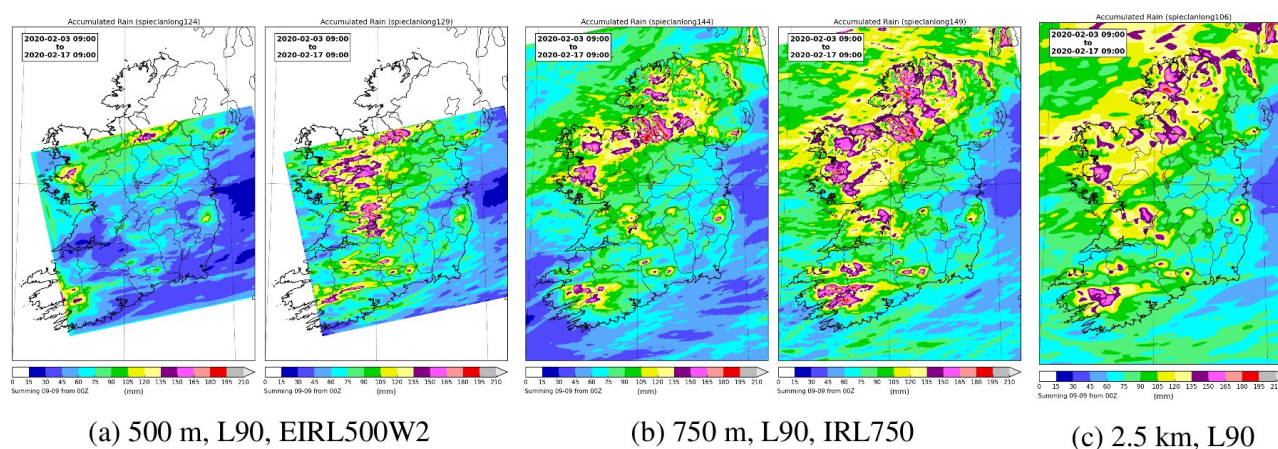 Accumulated Rain (spieclanlong124)
2020-02-03 09:00
to
2020-02-17 09:00
0 15 30 45 60 75 90 105 120 135 150 165 180 195 210
Summing 09-09 from 00Z
(mm)
Accumulated Rain (spieclanlong129)
2020-02-03 09:00
to
2020-02-17 09:00
0 15 30 45 60 75 90 105 120 135 150 165 180 195 210
Summing 09-09 from 00Z
(mm)
(a) 500 m, L90, EIRL500W2
Accumulated Rain (spieclanlong144)
2020-02-03 09:00
to
2020-02-17 09:00
0 15 30 45 60 75 90 105 120 135 150 165 180 195 210
Summing 09-09 from 00Z
(mm)
Accumulated Rain (spieclanlong149)
2020-02-03 09:00
to
2020-02-17 09:00
0 15 30 45 60 75 90 105 120 135 150 165 180 195 210
Summing 09-09 from 00Z
(mm)
(b) 750 m, L90, IRL750
Accumulated Rain (spieclanlong106)
2020-02-03 09:00
to
2020-02-17 09:00
0 15 30 45 60 75 90 105 120 135 150 165 180 195 210
Summing 09-09 from 00Z
(mm)
(c) 2.5 km, L90